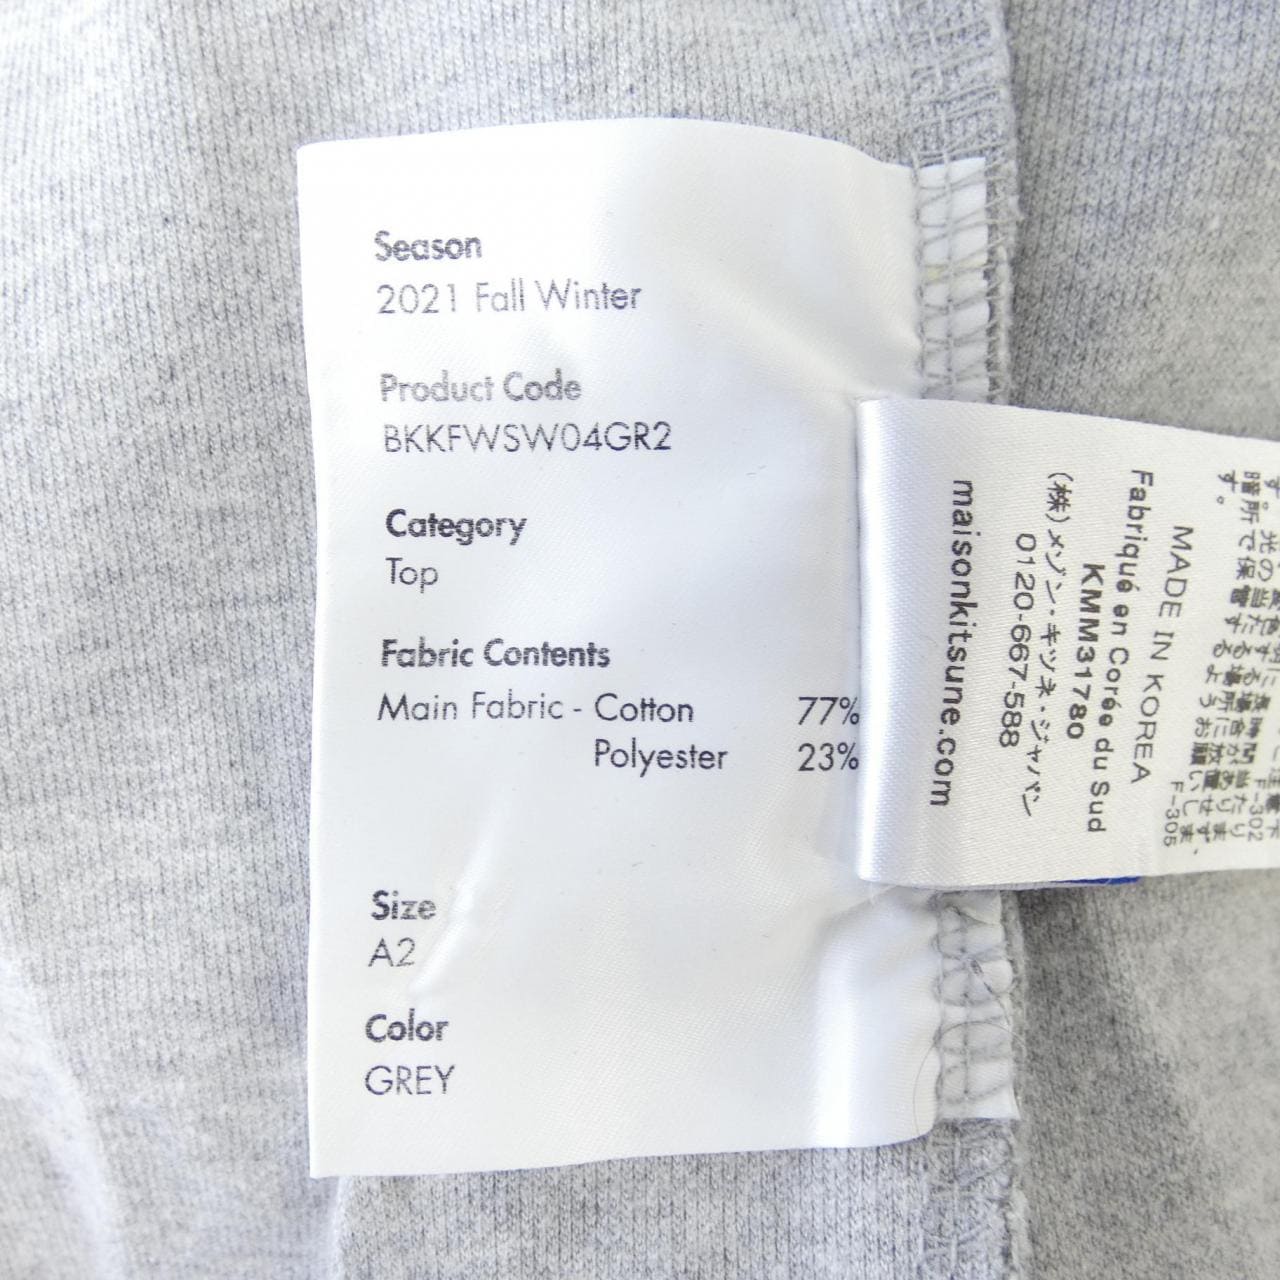 Season
2021 Fall Winter
Product Code
BKKFWSW04GR2
Category
Top
Fabric Contents
Main Fabric - Cotton 77%
Polyester 23%
Size
A2
Color
GREY
MADE IN KOREA
Fabriqué en Corée du Sud
KMM31780
(株)メゾン・キツネ・ジャパン
0120-667-588
maisonkitsune.com
F-302
F-305